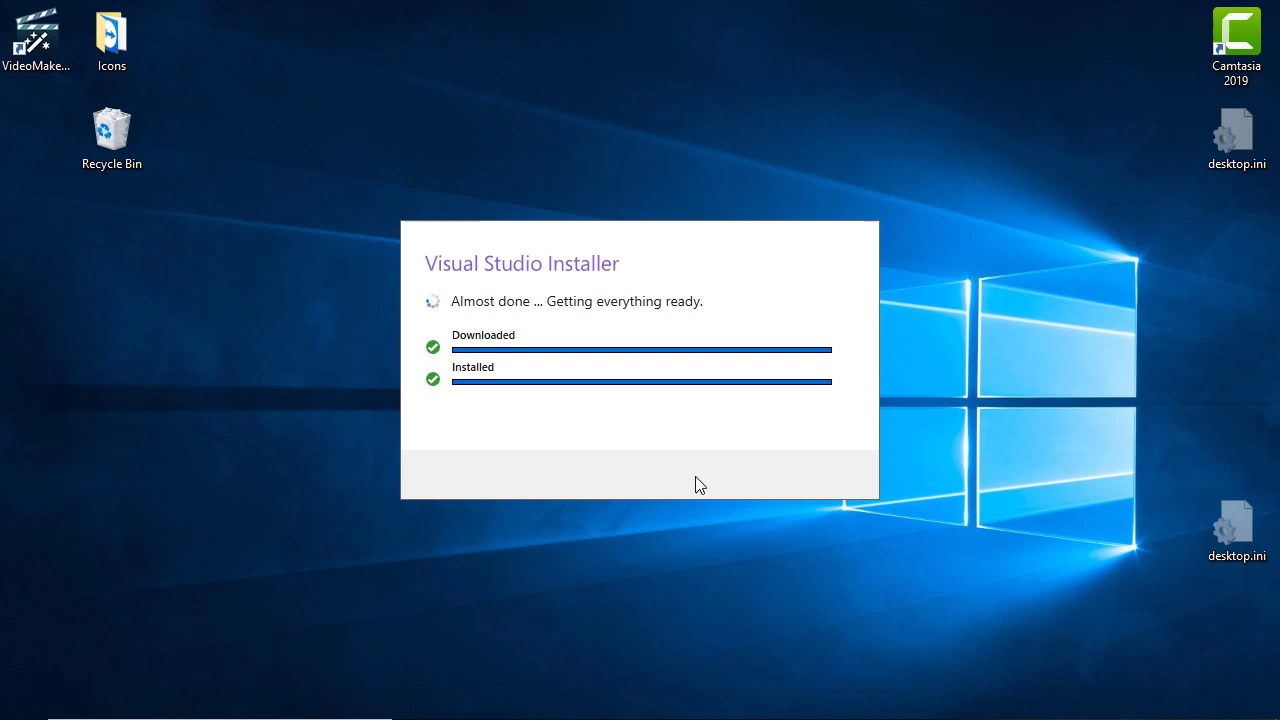 VideoMake...
Icons
Recycle Bin
Camtasia
2019
desktop.ini
Visual Studio Installer
Almost done ... Getting everything ready.
Downloaded
Installed
desktop.ini